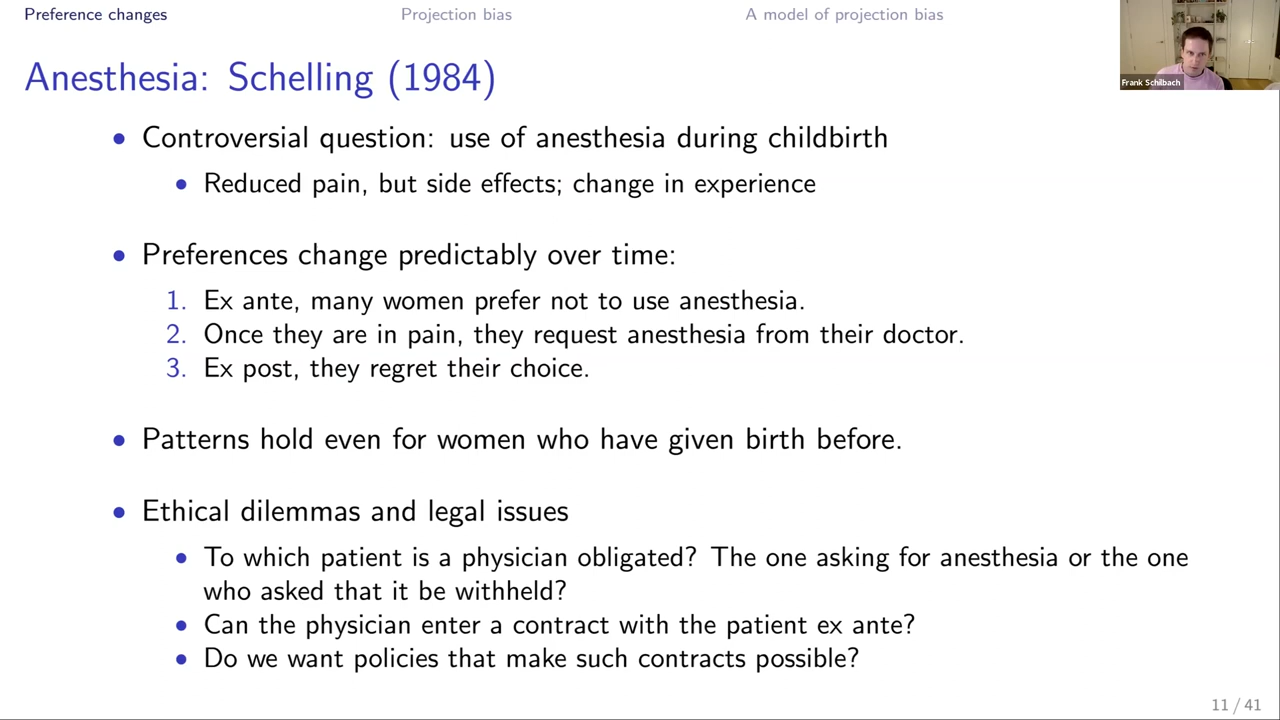 Preference changes
Projection bias
A model of projection bias
Frank Schilbach
Anesthesia: Schelling (1984)
• Controversial question: use of anesthesia during childbirth
• Reduced pain, but side effects; change in experience
• Preferences change predictably over time:
1. Ex ante, many women prefer not to use anesthesia.
2. Once they are in pain, they request anesthesia from their doctor.
3. Ex post, they regret their choice.
• Patterns hold even for women who have given birth before.
• Ethical dilemmas and legal issues
• To which patient is a physician obligated? The one asking for anesthesia or the one
who asked that it be withheld?
• Can the physician enter a contract with the patient ex ante?
• Do we want policies that make such contracts possible?
11 / 41